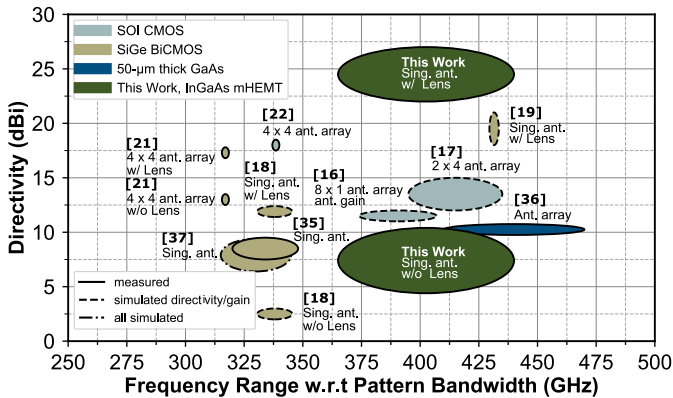 30
25
20
15
10
5
0
Directivity (dBi)
SOI CMOS
SiGe BiCMOS
50-μm thick GaAs
This Work, InGaAs mHEMT
This Work
Sing. ant.
w/ Lens
[22]
4 x 4 ant. array
[19]
Sing. ant.
w/ Lens
[21]
4 x 4 ant. array
w/ Lens
[21]
4 x 4 ant. array
w/o Lens
[18]
Sing. ant.
w/ Lens
[16]
8 x 1 ant. array
ant. gain
[17]
2 x 4 ant. array
[36]
Ant. array
[37]
Sing. ant.
[35]
Sing. ant.
This Work
Sing. ant.
w/o Lens
[18]
Sing. ant.
w/o Lens
measured
simulated directivity/gain
all simulated
250 275 300 325 350 375 400 425 450 475 500
Frequency Range w.r.t Pattern Bandwidth (GHz)